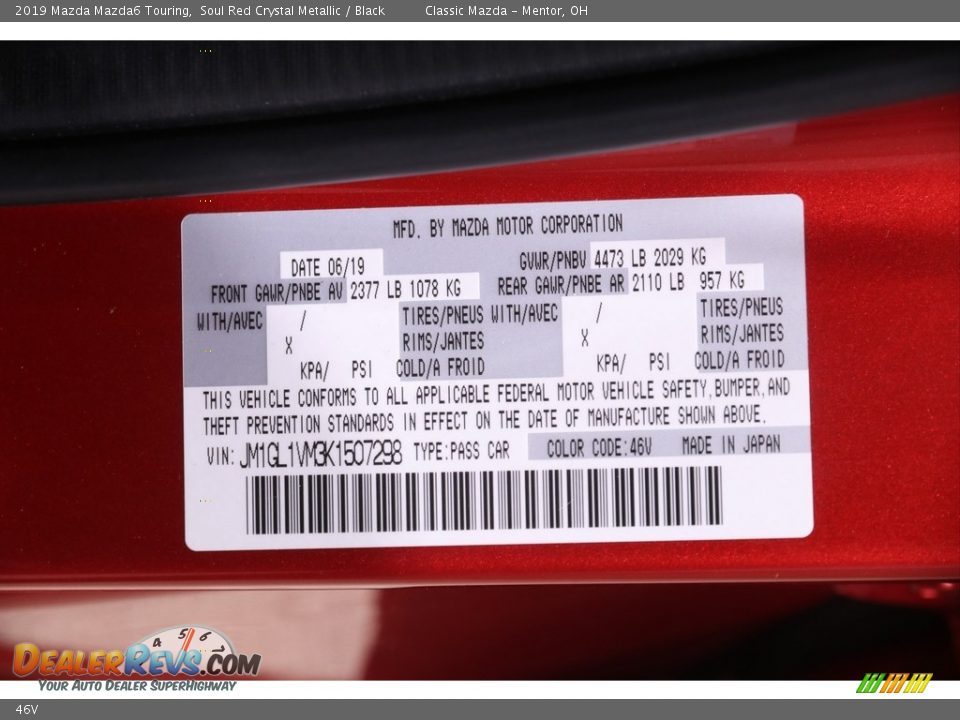 2019 Mazda Mazda6 Touring, Soul Red Crystal Metallic / Black Classic Mazda – Mentor, OH
MFD. BY MAZDA MOTOR CORPORATION
DATE 06/19 GVWR/PNBV 4473 LB 2029 KG
FRONT GAWR/PNBE AV 2377 LB 1078 KG REAR GAWR/PNBE AR 2110 LB 957 KG
WITH/AVEC / TIRES/PNEUS WITH/AVEC / TIRES/PNEUS
X RIMS/JANTES X RIMS/JANTES
KPA/ PSI COLD/A FROID KPA/ PSI COLD/A FROID
THIS VEHICLE CONFORMS TO ALL APPLICABLE FEDERAL MOTOR VEHICLE SAFETY, BUMPER, AND
THEFT PREVENTION STANDARDS IN EFFECT ON THE DATE OF MANUFACTURE SHOWN ABOVE.
VIN: JM1GL1VM3K1507298 TYPE:PASS CAR COLOR CODE:46V MADE IN JAPAN
4 5 6
DEALERREVS.COM
YOUR AUTO DEALER SUPERHIGHWAY
46V